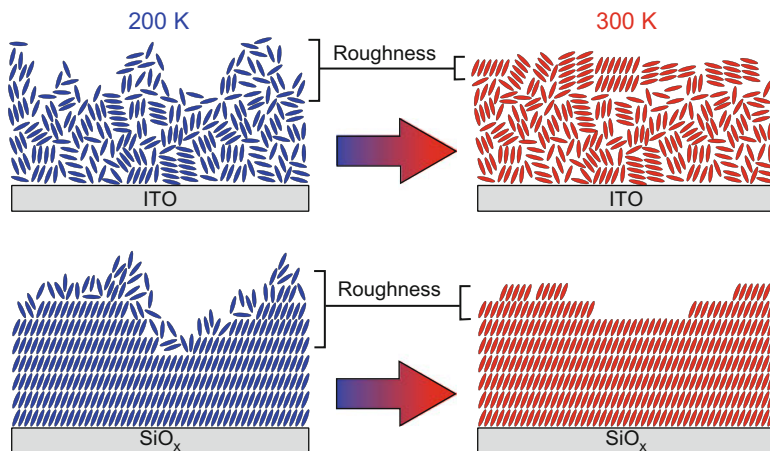 200 K
300 K
Roughness
ITO
ITO
Roughness
SiOₓ
SiOₓ